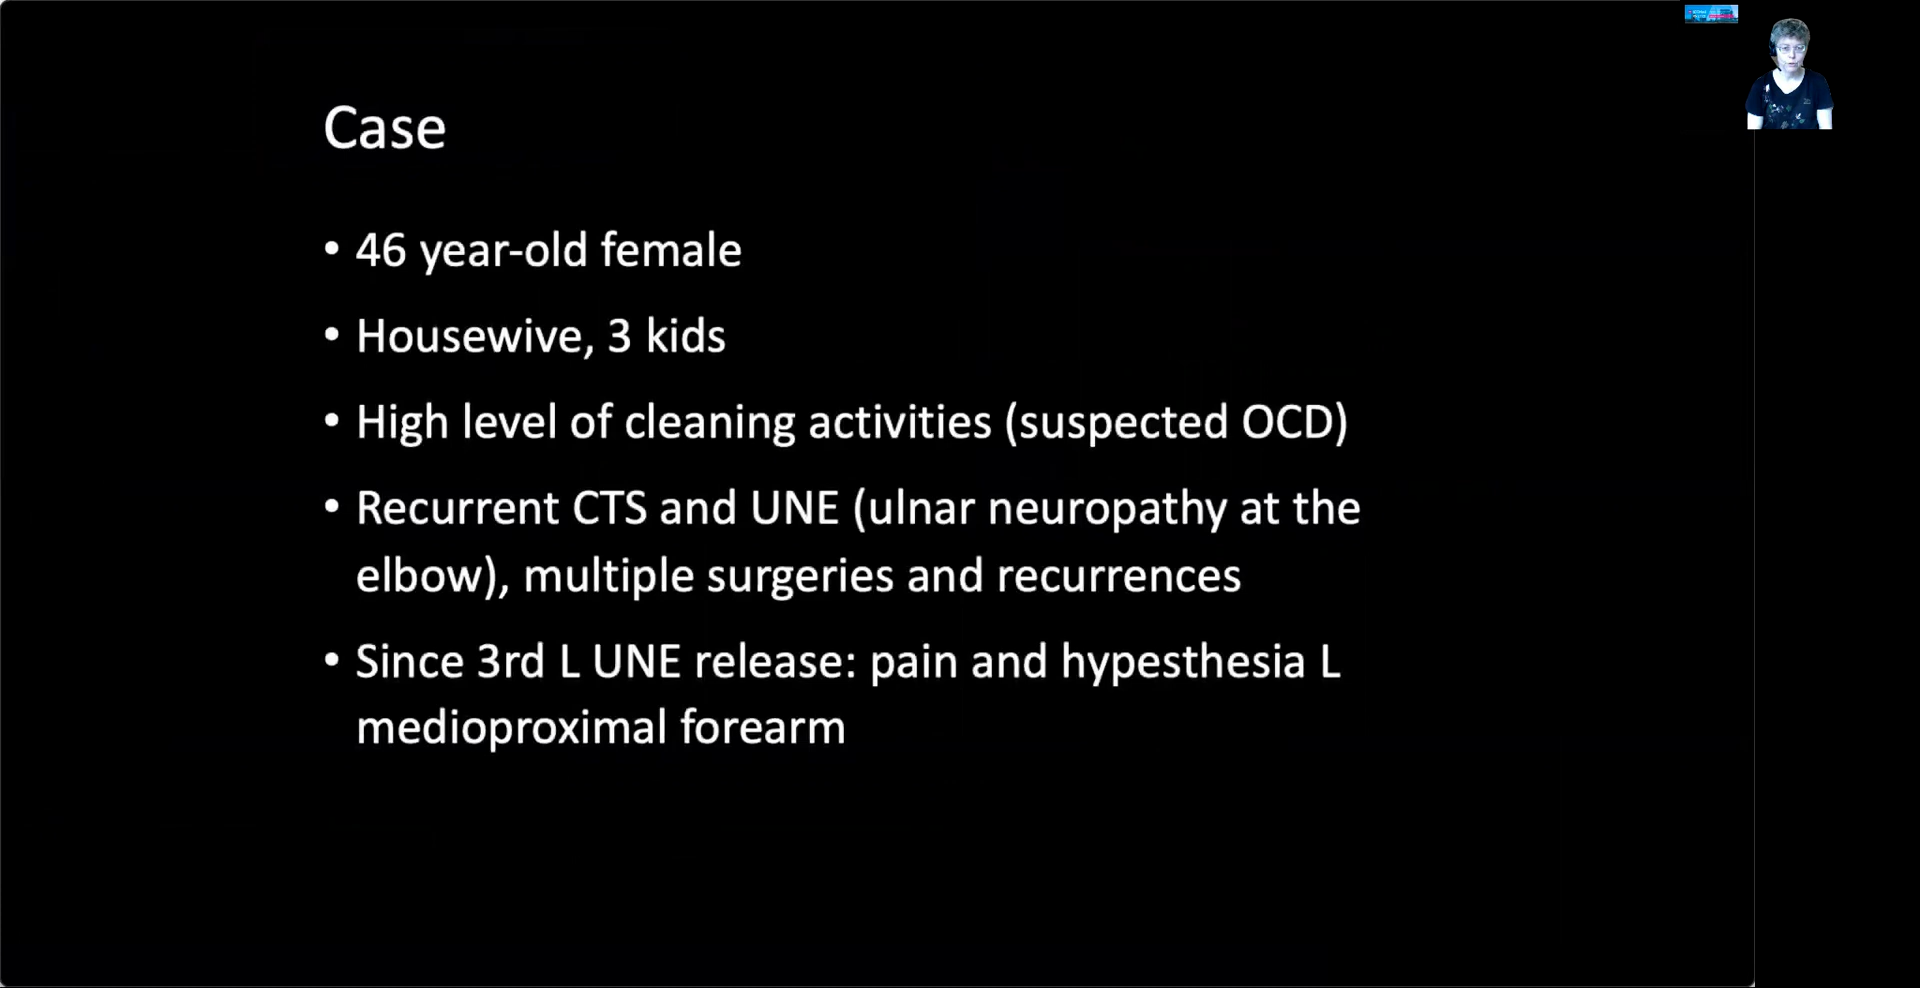 Case
• 46 year-old female
• Housewive, 3 kids
• High level of cleaning activities (suspected OCD)
• Recurrent CTS and UNE (ulnar neuropathy at the
elbow), multiple surgeries and recurrences
• Since 3rd L UNE release: pain and hypesthesia L
medioproximal forearm